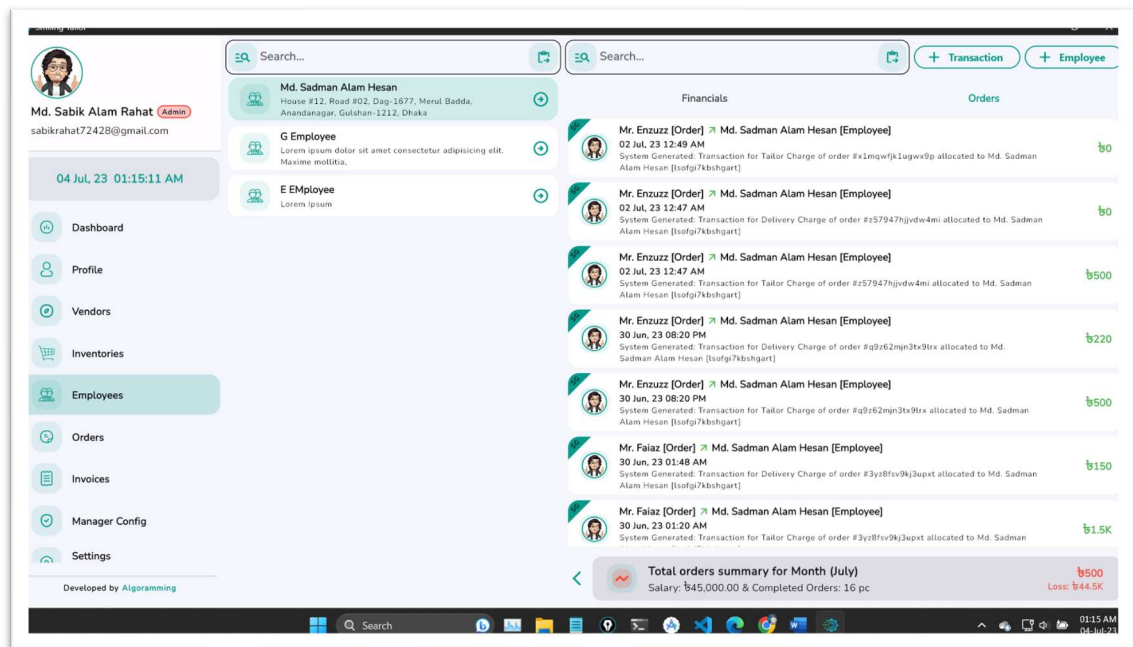 Smiling Tailor
Md. Sabik Alam Rahat Admin
sabikrahat72428@gmail.com
04 Jul, 23 01:15:11 AM
Dashboard
Profile
Vendors
Inventories
Employees
Orders
Invoices
Manager Config
Settings
Developed by Algoramming
Search...
Md. Sadman Alam Hesan
House #12, Road #02, Dag-1677, Merul Badda,
Anandanagar, Gulshan-1212, Dhaka
G Employee
Lorem ipsum dolor sit amet consectetur adipisicing elit.
Maxime mollitia,
E EMployee
Lorem Ipsum
Search...
+ Transaction
+ Employee
Financials
Orders
SG
Mr. Enzuzz [Order] ↗ Md. Sadman Alam Hesan [Employee]
02 Jul, 23 12:49 AM
System Generated: Transaction for Tailor Charge of order #x1mqwfjk1ugwx9p allocated to Md. Sadman
Alam Hesan [lsofgi7kbshgart]
৳0
SG
Mr. Enzuzz [Order] ↗ Md. Sadman Alam Hesan [Employee]
02 Jul, 23 12:47 AM
System Generated: Transaction for Delivery Charge of order #z57947hjjvdw4mi allocated to Md. Sadman
Alam Hesan [lsofgi7kbshgart]
৳0
SG
Mr. Enzuzz [Order] ↗ Md. Sadman Alam Hesan [Employee]
02 Jul, 23 12:47 AM
System Generated: Transaction for Tailor Charge of order #z57947hjjvdw4mi allocated to Md. Sadman
Alam Hesan [lsofgi7kbshgart]
৳500
SG
Mr. Enzuzz [Order] ↗ Md. Sadman Alam Hesan [Employee]
30 Jun, 23 08:20 PM
System Generated: Transaction for Delivery Charge of order #q9z62mjn3tx9lrx allocated to Md.
Sadman Alam Hesan [lsofgi7kbshgart]
৳220
SG
Mr. Enzuzz [Order] ↗ Md. Sadman Alam Hesan [Employee]
30 Jun, 23 08:20 PM
System Generated: Transaction for Tailor Charge of order #q9z62mjn3tx9lrx allocated to Md. Sadman
Alam Hesan [lsofgi7kbshgart]
৳500
SG
Mr. Faiaz [Order] ↗ Md. Sadman Alam Hesan [Employee]
30 Jun, 23 01:48 AM
System Generated: Transaction for Delivery Charge of order #3yz8fsv9kj3upxt allocated to Md. Sadman
Alam Hesan [lsofgi7kbshgart]
৳150
SG
Mr. Faiaz [Order] ↗ Md. Sadman Alam Hesan [Employee]
30 Jun, 23 01:20 AM
System Generated: Transaction for Tailor Charge of order #3yz8fsv9kj3upxt allocated to Md. Sadman
৳1.5K
Total orders summary for Month (July)
Salary: ৳45,000.00 & Completed Orders: 16 pc
৳500
Loss: ৳44.5K
Search
01:15 AM
04-Jul-23